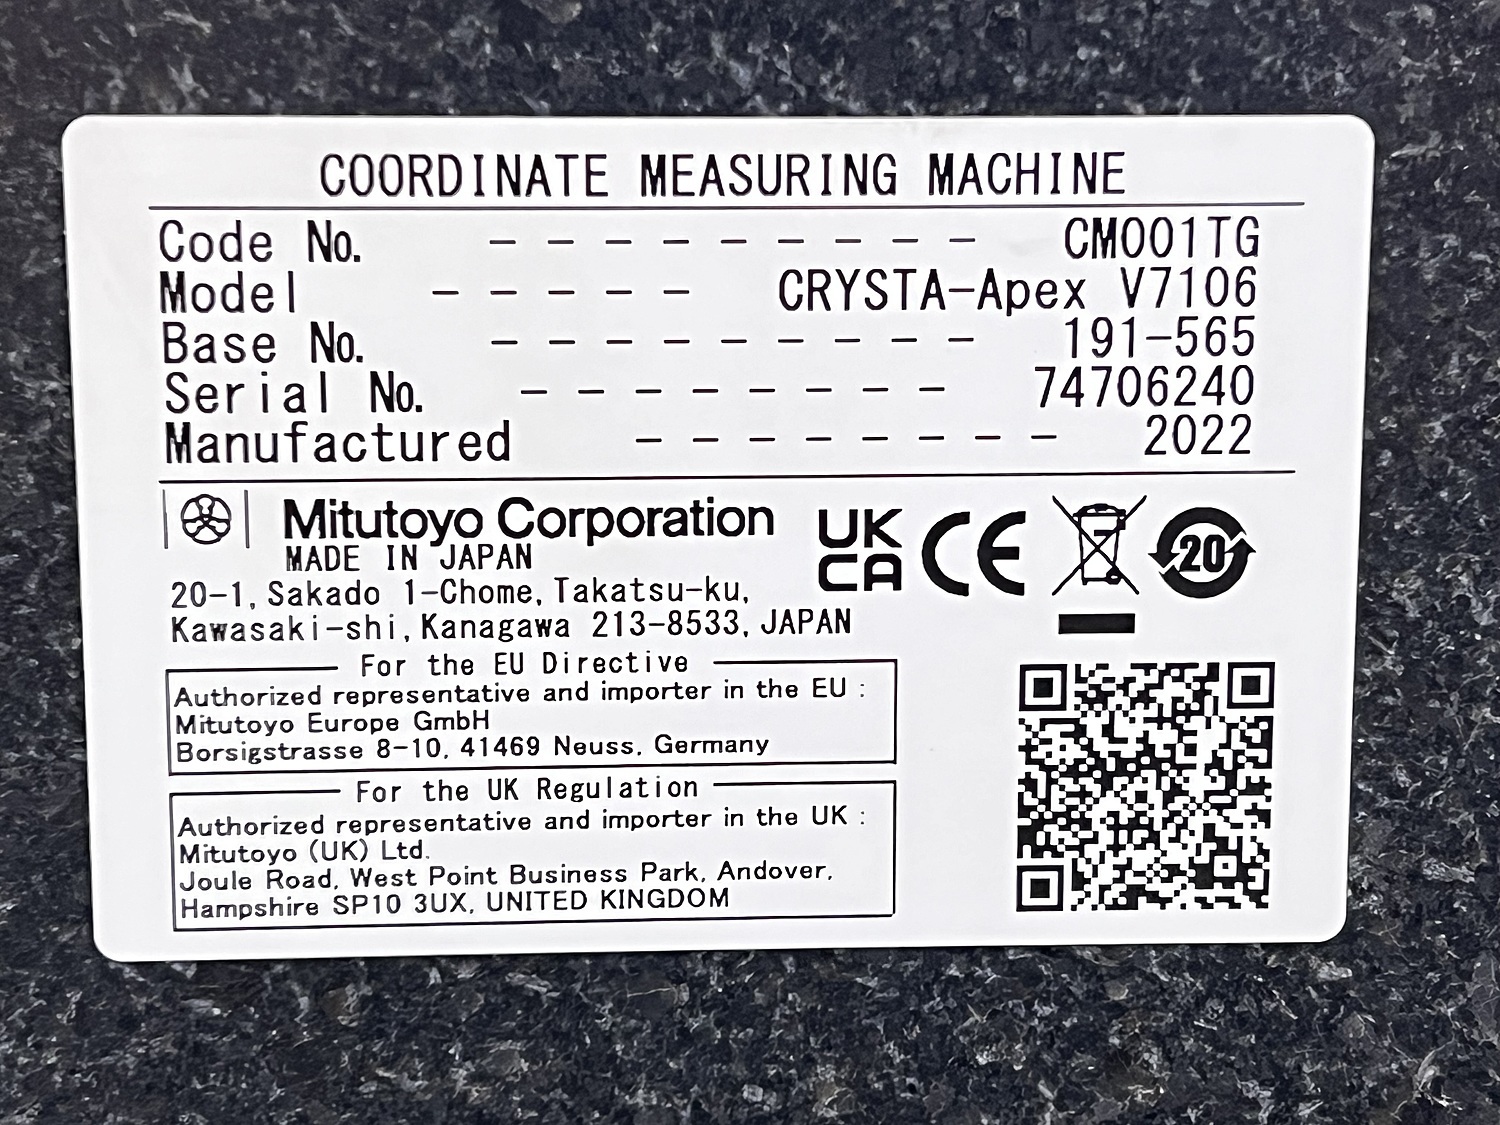 COORDINATE MEASURING MACHINE
Code No. - - - - - - - - - CM001TG
Model - - - - - CRYSTA-Apex V7106
Base No. - - - - - - - - - 191-565
Serial No. - - - - - - - - 74706240
Manufactured - - - - - - - - 2022
Mitutoyo Corporation
MADE IN JAPAN
UK
CA
CE
20
20-1, Sakado 1-Chome, Takatsu-ku,
Kawasaki-shi, Kanagawa 213-8533, JAPAN
For the EU Directive
Authorized representative and importer in the EU :
Mitutoyo Europe GmbH
Borsigstrasse 8-10, 41469 Neuss, Germany
For the UK Regulation
Authorized representative and importer in the UK :
Mitutoyo (UK) Ltd.
Joule Road, West Point Business Park, Andover,
Hampshire SP10 3UX, UNITED KINGDOM